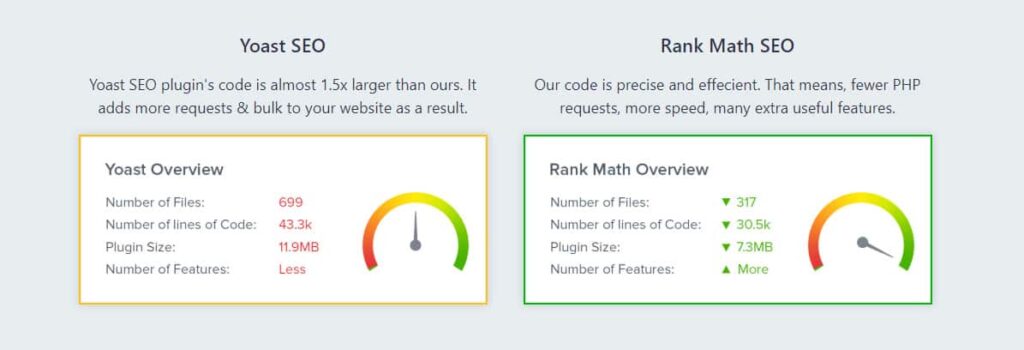 Yoast SEO
Yoast SEO plugin's code is almost 1.5x larger than ours. It
adds more requests & bulk to your website as a result.
Yoast Overview
Number of Files: 699
Number of lines of Code: 43.3k
Plugin Size: 11.9MB
Number of Features: Less
Rank Math SEO
Our code is precise and effecient. That means, fewer PHP
requests, more speed, many extra useful features.
Rank Math Overview
Number of Files: ▼ 317
Number of lines of Code: ▼ 30.5k
Plugin Size: ▼ 7.3MB
Number of Features: ▲ More